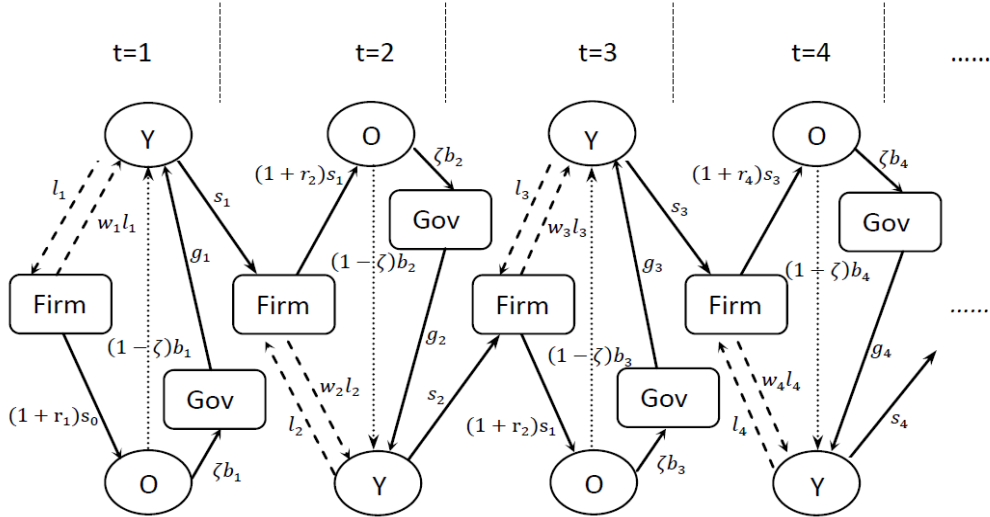 t=1 t=2 t=3 t=4 ......
Y O Y O
ζb₂ ζb₄
l₁ w₁l₁ s₁ (1 + r₂)s₁ l₃ w₃l₃ s₃ (1 + r₄)s₃
Gov Gov
g₁ (1 − ζ)b₂ g₃ (1 − ζ)b₄
Firm Firm Firm Firm ......
(1 − ζ)b₁ g₂ (1 − ζ)b₃ g₄
Gov w₂l₂ s₂ Gov w₄l₄
(1 + r₁)s₀ l₂ (1 + r₂)s₁ l₄ s₄
O ζb₁ Y O ζb₃ Y